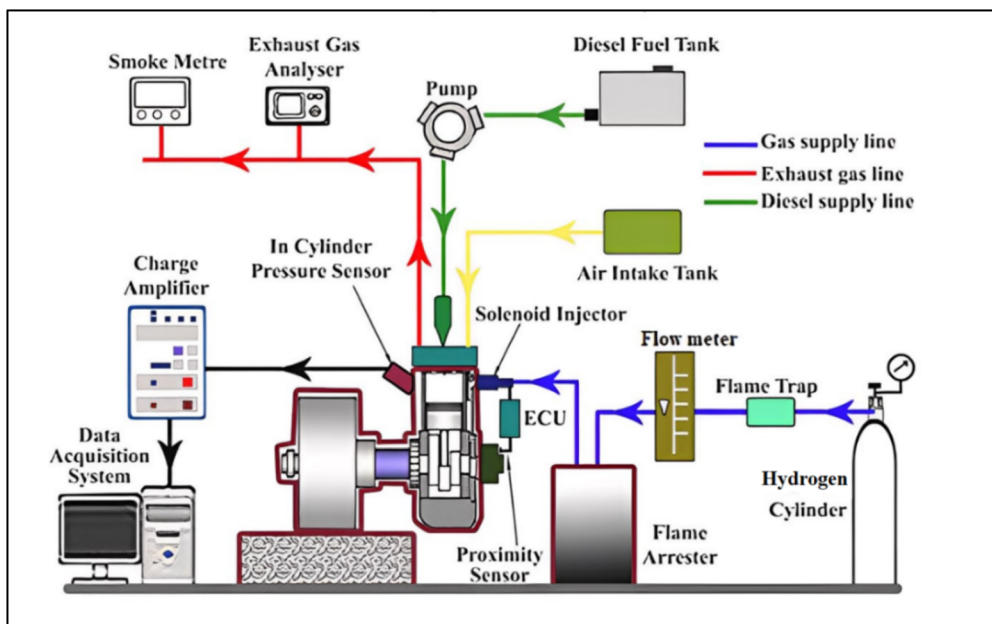 Smoke Metre
Exhaust Gas
Analyser
Pump
Diesel Fuel Tank
Gas supply line
Exhaust gas line
Diesel supply line
In Cylinder
Pressure Sensor
Air Intake Tank
Charge
Amplifier
Solenoid Injector
Flow meter
Flame Trap
ECU
Data
Acquisition
System
Hydrogen
Cylinder
Proximity
Sensor
Flame
Arrester